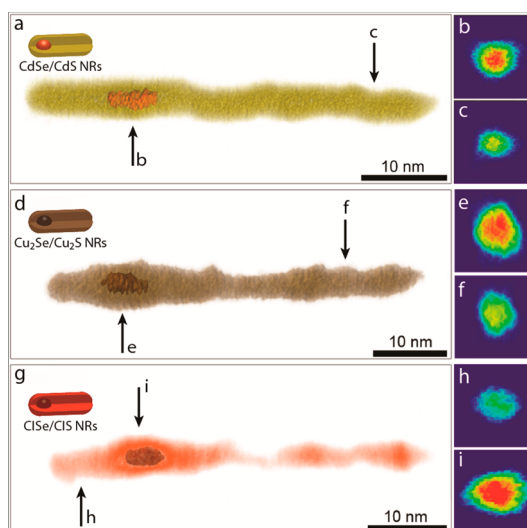 a
CdSe/CdS NRs
c
b
10 nm
b
c
d
Cu₂Se/Cu₂S NRs
f
e
10 nm
e
f
g
CISe/CIS NRs
i
h
10 nm
h
i